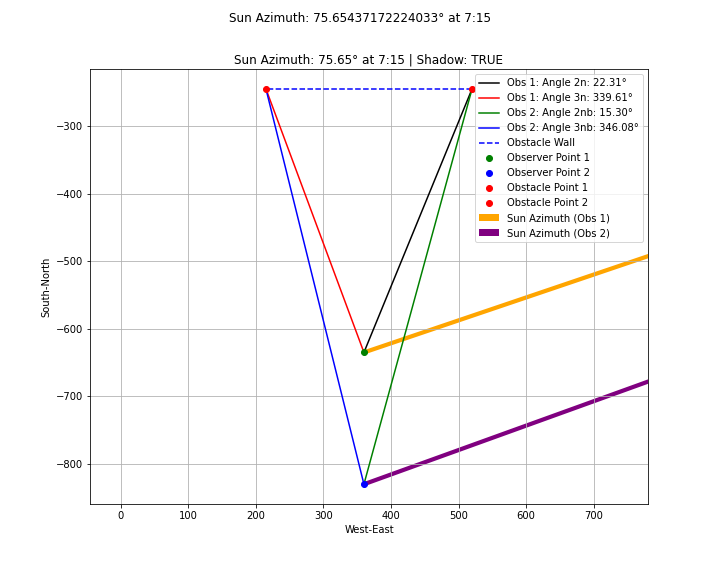 Sun Azimuth: 75.65437172224033° at 7:15
Sun Azimuth: 75.65° at 7:15 | Shadow: TRUE
Obs 1: Angle 2n: 22.31°
Obs 1: Angle 3n: 339.61°
Obs 2: Angle 2nb: 15.30°
Obs 2: Angle 3nb: 346.08°
Obstacle Wall
Observer Point 1
Observer Point 2
Obstacle Point 1
Obstacle Point 2
Sun Azimuth (Obs 1)
Sun Azimuth (Obs 2)
−300
−400
−500
−600
−700
−800
South-North
0 100 200 300 400 500 600 700
West-East